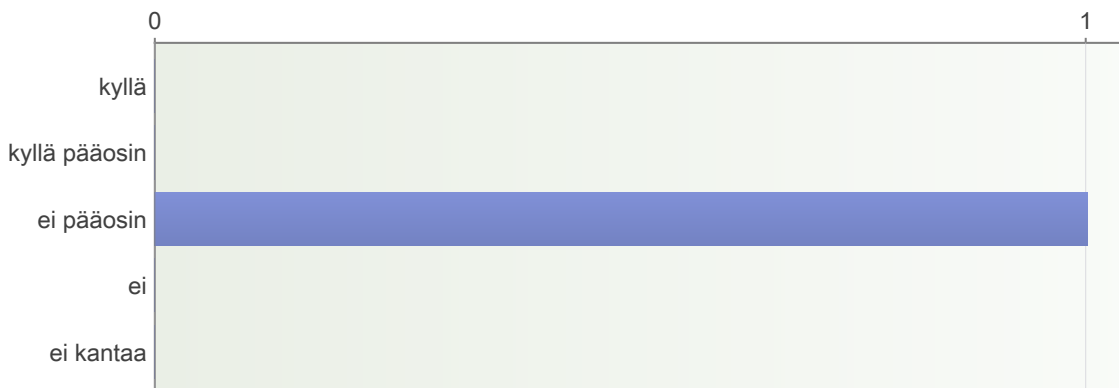 0 1
kyllä
kyllä pääosin
ei pääosin
ei
ei kantaa